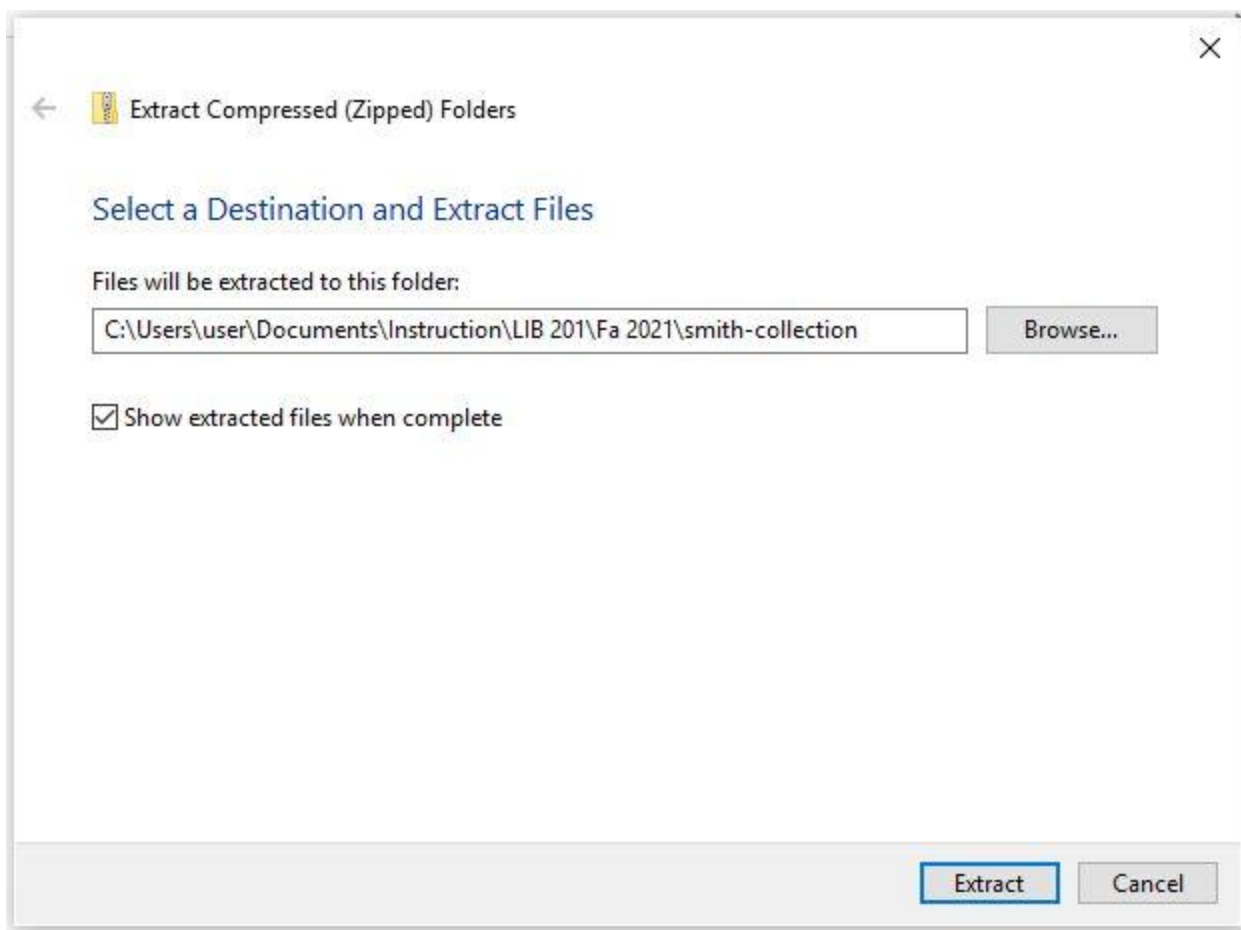 Extract Compressed (Zipped) Folders
Select a Destination and Extract Files
Files will be extracted to this folder:
C:\Users\user\Documents\Instruction\LIB 201\Fa 2021\smith-collection
Browse...
Show extracted files when complete
Extract
Cancel